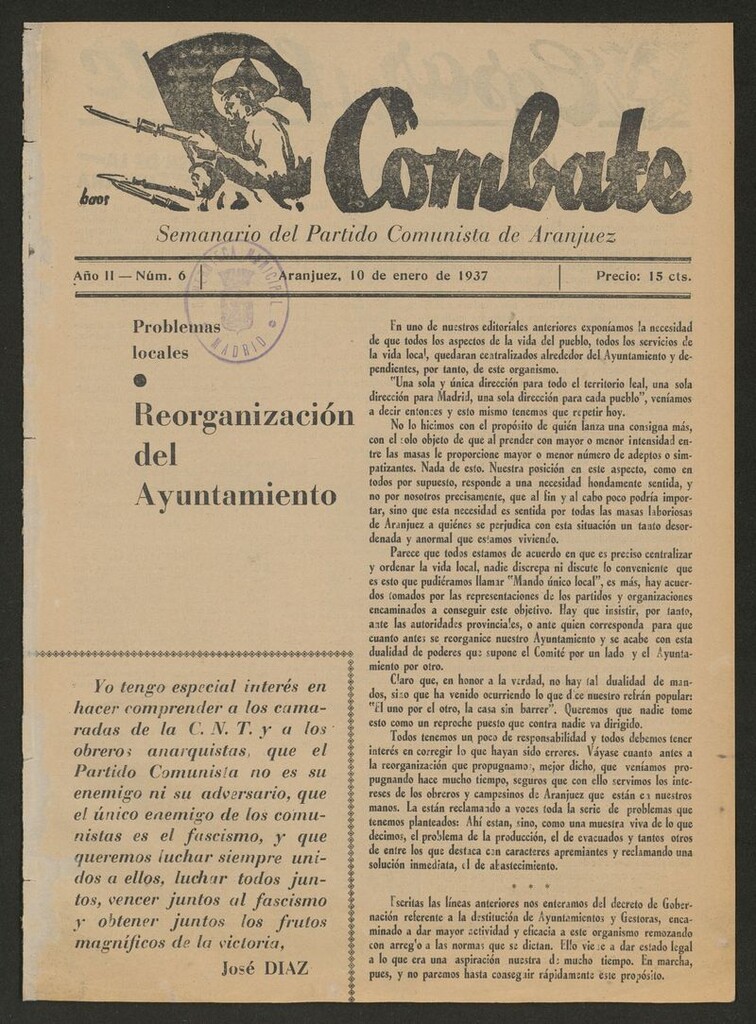 baos
Combate
Semanario del Partido Comunista de Aranjuez
Año II — Núm. 6 | Aranjuez, 10 de enero de 1937 | Precio: 15 cts.
BIBLIOTECA MUNICIPAL
MADRID
Problemas
locales
Reorganización
del
Ayuntamiento
Yo tengo especial interés en
hacer comprender a los cama-
radas de la C. N. T. y a los
obreros anarquistas, que el
Partido Comunista no es su
enemigo ni su adversario, que
el único enemigo de los comu-
nistas es el fascismo, y que
queremos luchar siempre uni-
dos a ellos, luchar todos jun-
tos, vencer juntos al fascismo
y obtener juntos los frutos
magníficos de la victoria,
José DIAZ
En uno de nuestros editoriales anteriores exponíamos la necesidad
de que todos los aspectos de la vida del pueblo, todos los servicios de
la vida local, quedaran centralizados alrededor del Ayuntamiento y de-
pendientes, por tanto, de este organismo.
"Una sola y única dirección para todo el territorio leal, una sola
dirección para Madrid, una sola dirección para cada pueblo", veníamos
a decir entonces y esto mismo tenemos que repetir hoy.
No lo hicimos con el propósito de quién lanza una consigna más,
con el solo objeto de que al prender con mayor o menor intensidad en-
tre las masas le proporcione mayor o menor número de adeptos o sim-
patizantes. Nada de esto. Nuestra posición en este aspecto, como en
todos por supuesto, responde a una necesidad hondamente sentida, y
no por nosotros precisamente, que al fin y al cabo poco podría impor-
tar, sino que esta necesidad es sentida por todas las masas laboriosas
de Aranjuez a quiénes se perjudica con esta situación un tanto desor-
denada y anormal que estamos viviendo.
Parece que todos estamos de acuerdo en que es preciso centralizar
y ordenar la vida local, nadie discrepa ni discute lo conveniente que
es esto que pudiéramos llamar "Mando único local", es más, hay acuer-
dos tomados por las representaciones de los partidos y organizaciones
encaminados a conseguir este objetivo. Hay que insistir, por tanto,
ante las autoridades provinciales, o ante quien corresponda para que
cuanto antes se reorganice nuestro Ayuntamiento y se acabe con esta
dualidad de poderes que supone el Comité por un lado y el Ayunta-
miento por otro.
Claro que, en honor a la verdad, no hay tal dualidad de man-
dos, sino que ha venido ocurriendo lo que dice nuestro refrán popular:
"El uno por el otro, la casa sin barrer". Queremos que nadie tome
esto como un reproche puesto que contra nadie va dirigido.
Todos tenemos un poco de responsabilidad y todos debemos tener
interés en corregir lo que hayan sido errores. Váyase cuanto antes a
la reorganización que propugnamos, mejor dicho, que veníamos pro-
pugnando hace mucho tiempo, seguros que con ello servimos los inte-
reses de los obreros y campesinos de Aranjuez que están en nuestros
manos. La están reclamando a voces toda la serie de problemas que
tenemos planteados: Ahí están, sino, como una muestra viva de lo que
decimos, el problema de la producción, el de evacuados y tantos otros
de entre los que destaca con caracteres apremiantes y reclamando una
solución inmediata, el de abastecimiento.
* * *
Escritas las líneas anteriores nos enteramos del decreto de Gober-
nación referente a la destitución de Ayuntamientos y Gestoras, enca-
minado a dar mayor actividad y eficacia a este organismo remozando
con arreglo a las normas que se dictan. Ello viene a dar estado legal
a lo que era una aspiración nuestra de mucho tiempo. En marcha,
pues, y no paremos hasta conseguir rápidamente este propósito.